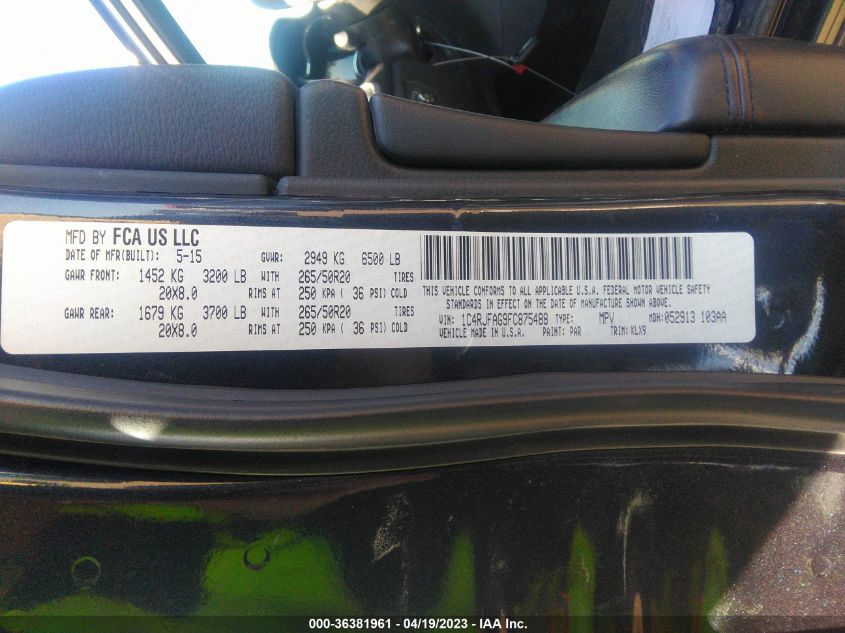 MFD BY FCA US LLC
DATE OF MFR(BUILT): 5-15 GVWR: 2949 KG 6500 LB
GAWR FRONT: 1452 KG 3200 LB WITH 265/50R20 TIRES
20X8.0 RIMS AT 250 KPA ( 36 PSI) COLD
GAWR REAR: 1679 KG 3700 LB WITH 265/50R20 TIRES
20X8.0 RIMS AT 250 KPA ( 36 PSI) COLD
THIS VEHICLE CONFORMS TO ALL APPLICABLE U.S.A. FEDERAL MOTOR VEHICLE SAFETY
STANDARDS IN EFFECT ON THE DATE OF MANUFACTURE SHOWN ABOVE.
VIN: 1C4RJFAG9FC875488 TYPE: MPV MDH:052913 103AA
VEHICLE MADE IN U.S.A. PAINT: PAR TRIM: KLX9
000-36381961 - 04/19/2023 - IAA Inc.